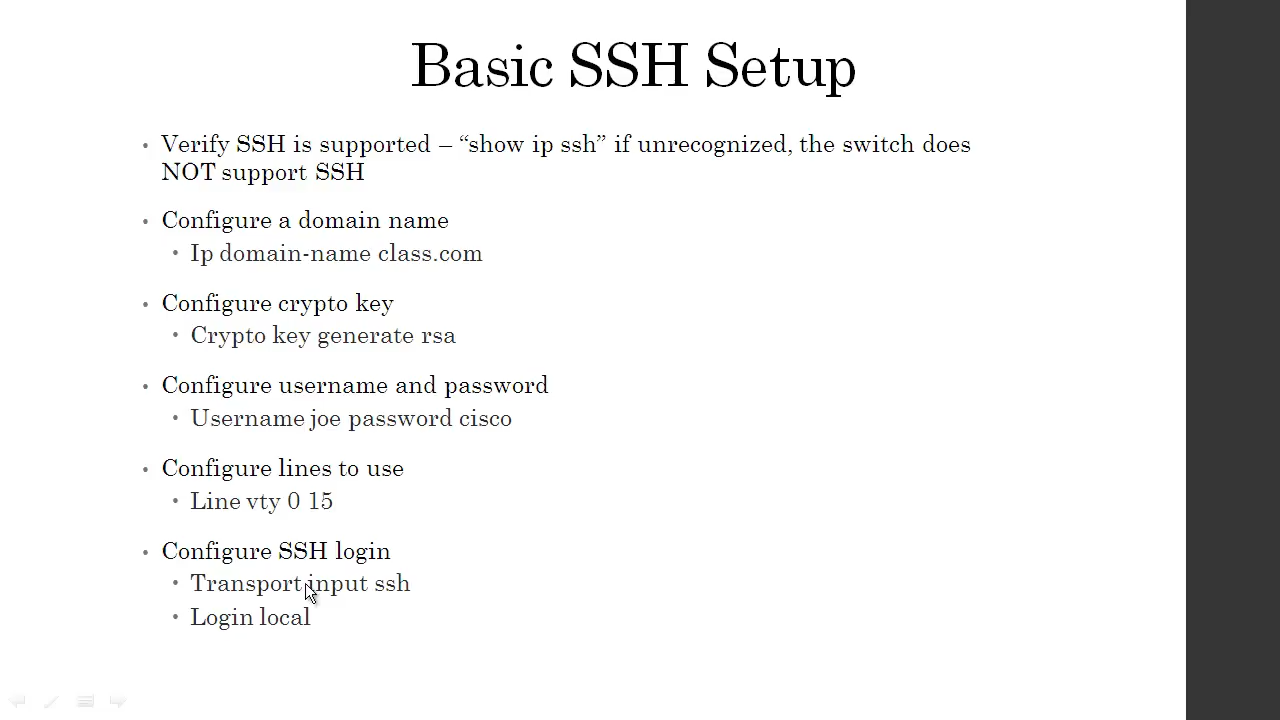 Basic SSH Setup
• Verify SSH is supported – “show ip ssh” if unrecognized, the switch does
NOT support SSH
• Configure a domain name
• Ip domain-name class.com
• Configure crypto key
• Crypto key generate rsa
• Configure username and password
• Username joe password cisco
• Configure lines to use
• Line vty 0 15
• Configure SSH login
• Transport input ssh
• Login local